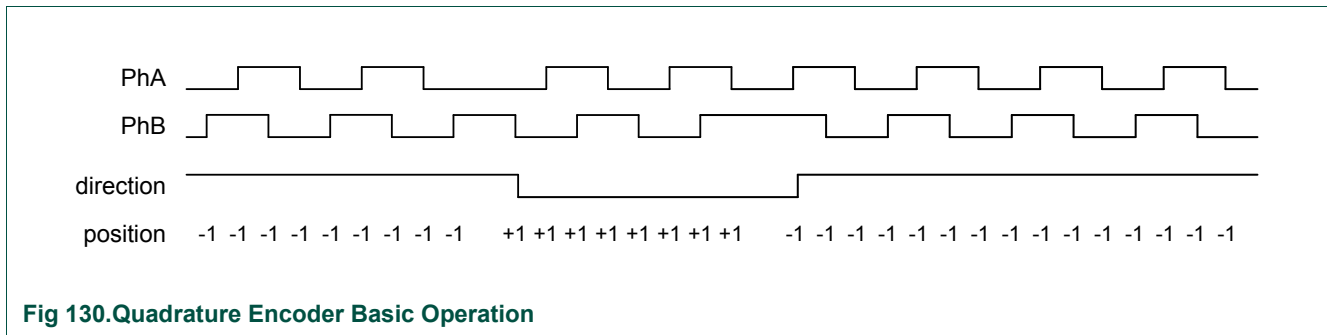 PhA
PhB
direction
position -1 -1 -1 -1 -1 -1 -1 -1 -1 +1 +1 +1 +1 +1 +1 +1 +1 -1 -1 -1 -1 -1 -1 -1 -1 -1 -1 -1 -1 -1 -1 -1
Fig 130.Quadrature Encoder Basic Operation